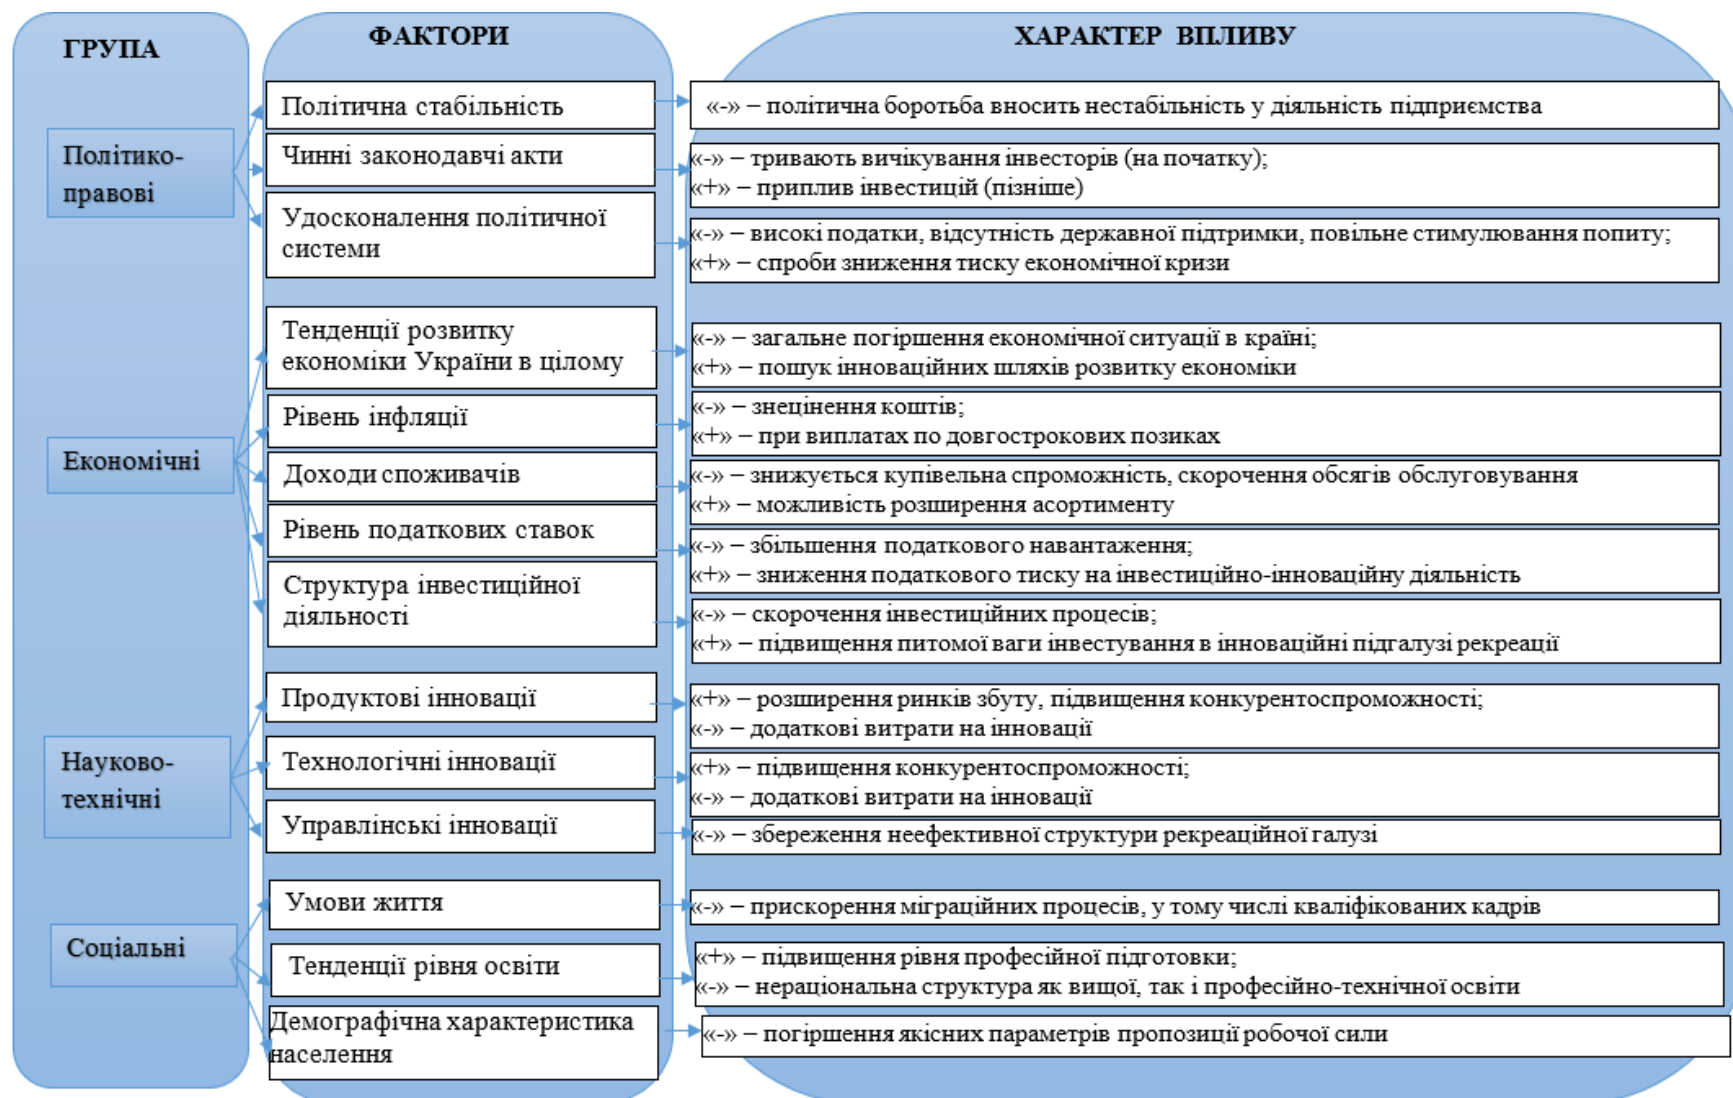 ГРУПА
ФАКТОРИ
ХАРАКТЕР ВПЛИВУ
Політико-
правові
Політична стабільність
«-» – політична боротьба вносить нестабільність у діяльність підприємства
Чинні законодавчі акти
«-» – тривають вичікування інвесторів (на початку);
«+» – приплив інвестицій (пізніше)
Удосконалення політичної
системи
«-» – високі податки, відсутність державної підтримки, повільне стимулювання попиту;
«+» – спроби зниження тиску економічної кризи
Економічні
Тенденції розвитку
економіки України в цілому
«-» – загальне погіршення економічної ситуації в країні;
«+» – пошук інноваційних шляхів розвитку економіки
Рівень інфляції
«-» – знецінення коштів;
«+» – при виплатах по довгострокових позиках
Доходи споживачів
«-» – знижується купівельна спроможність, скорочення обсягів обслуговування
«+» – можливість розширення асортименту
Рівень податкових ставок
«-» – збільшення податкового навантаження;
«+» – зниження податкового тиску на інвестиційно-інноваційну діяльність
Структура інвестиційної
діяльності
«-» – скорочення інвестиційних процесів;
«+» – підвищення питомої ваги інвестування в інноваційні підгалузі рекреації
Науково-
технічні
Продуктові інновації
«+» – розширення ринків збуту, підвищення конкурентоспроможності;
«-» – додаткові витрати на інновації
Технологічні інновації
«+» – підвищення конкурентоспроможності;
«-» – додаткові витрати на інновації
Управлінські інновації
«-» – збереження неефективної структури рекреаційної галузі
Соціальні
Умови життя
«-» – прискорення міграційних процесів, у тому числі кваліфікованих кадрів
Тенденції рівня освіти
«+» – підвищення рівня професійної підготовки;
«-» – нераціональна структура як вищої, так і професійно-технічної освіти
Демографічна характеристика
населення
«-» – погіршення якісних параметрів пропозиції робочої сили